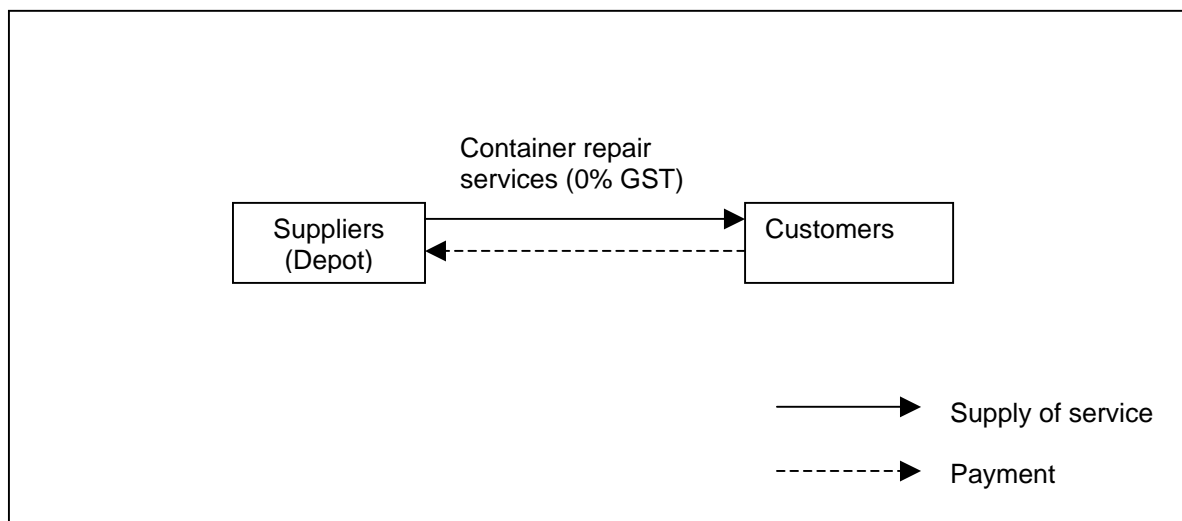 Container repair
services (0% GST)
Suppliers
(Depot)
Customers
Supply of service
Payment